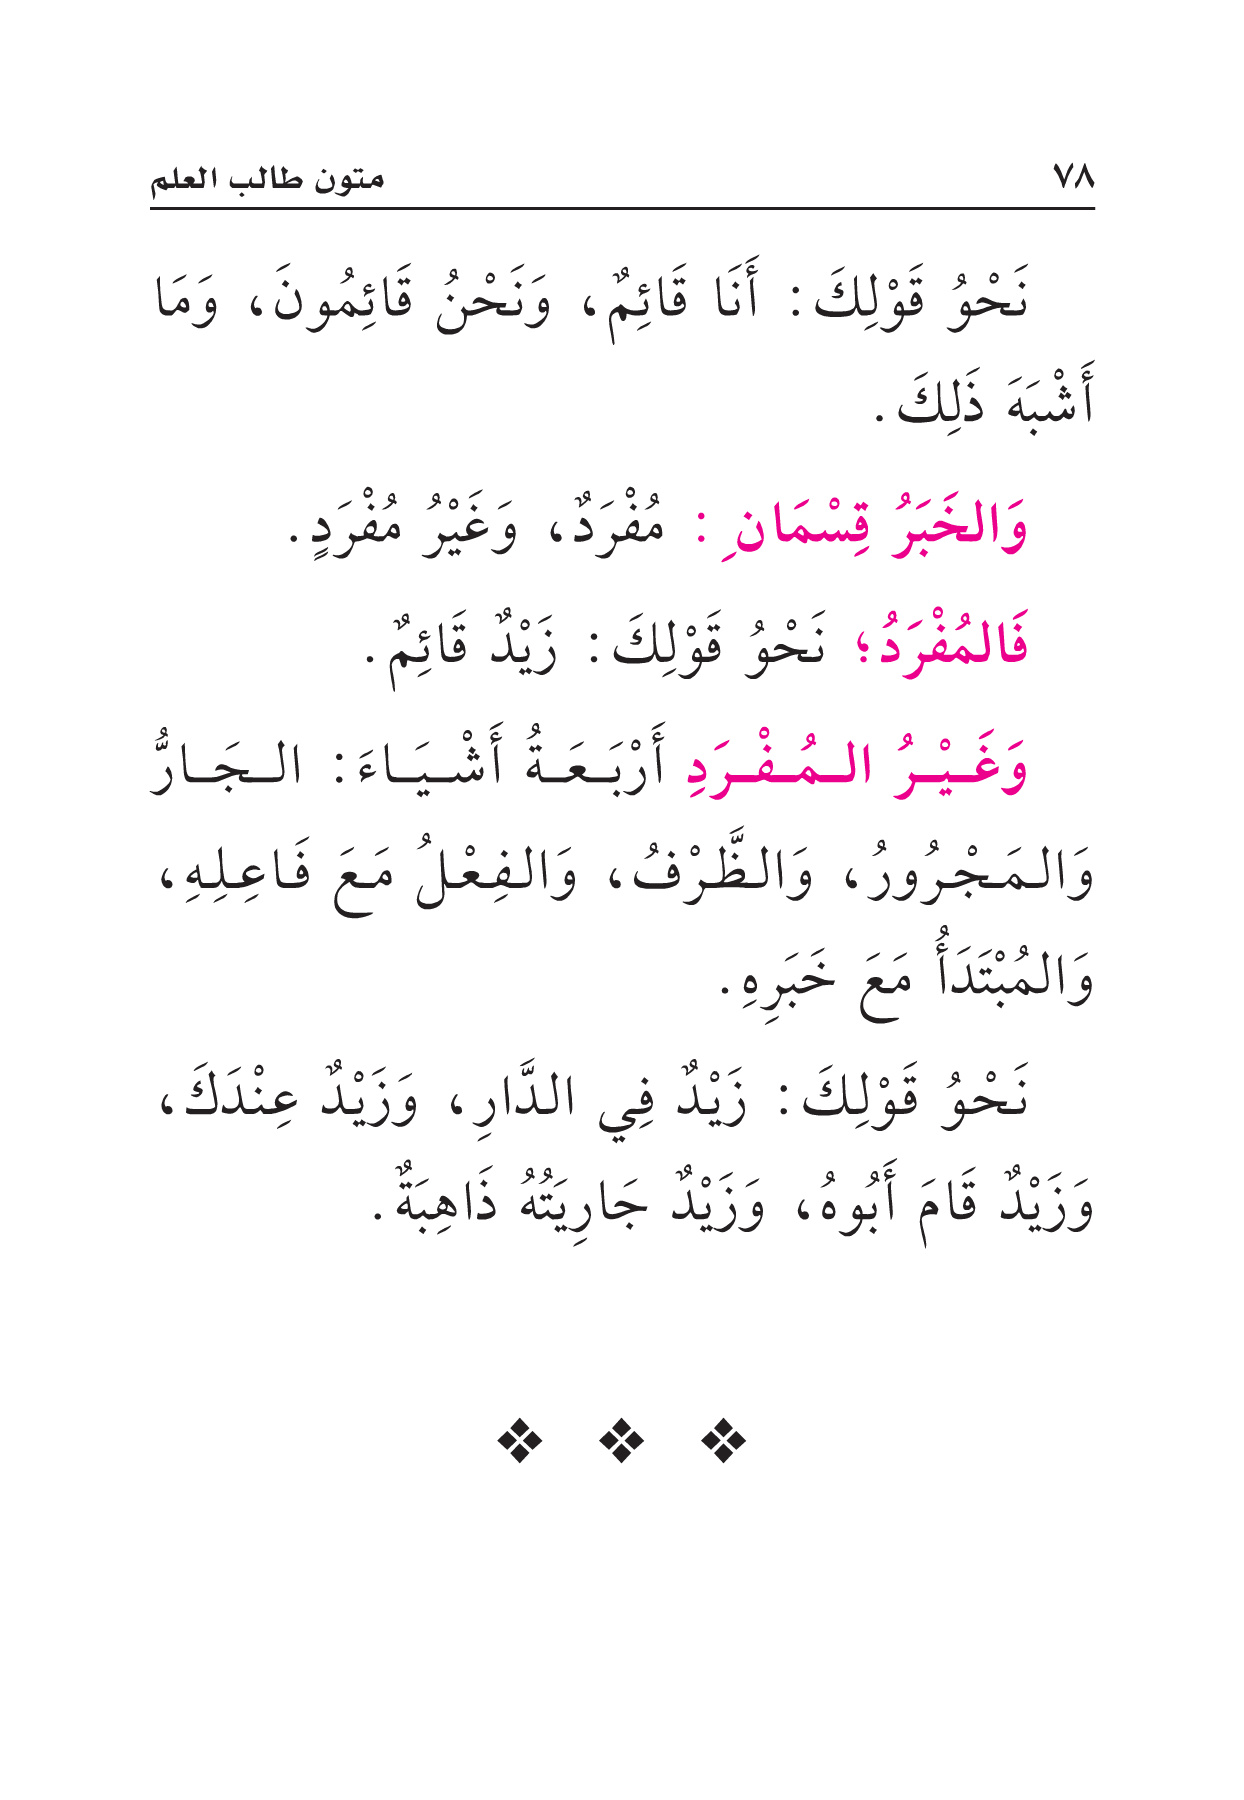 ٧٨ متون طالب العلم
نَحْوُ قَوْلِكَ: أَنَا قَائِمٌ، وَنَحْنُ قَائِمُونَ، وَمَا
أَشْبَهَ ذَلِكَ.
وَالخَبَرُ قِسْمَانِ: مُفْرَدٌ، وَغَيْرُ مُفْرَدٍ.
فَالمُفْرَدُ؛ نَحْوُ قَوْلِكَ: زَيْدٌ قَائِمٌ.
وَغَيْرُ المُفْرَدِ أَرْبَعَةُ أَشْيَاءَ: الجَارُّ
وَالمَجْرُورُ، وَالظَّرْفُ، وَالفِعْلُ مَعَ فَاعِلِهِ،
وَالمُبْتَدَأُ مَعَ خَبَرِهِ.
نَحْوُ قَوْلِكَ: زَيْدٌ فِي الدَّارِ، وَزَيْدٌ عِنْدَكَ،
وَزَيْدٌ قَامَ أَبُوهُ، وَزَيْدٌ جَارِيَتُهُ ذَاهِبَةٌ.